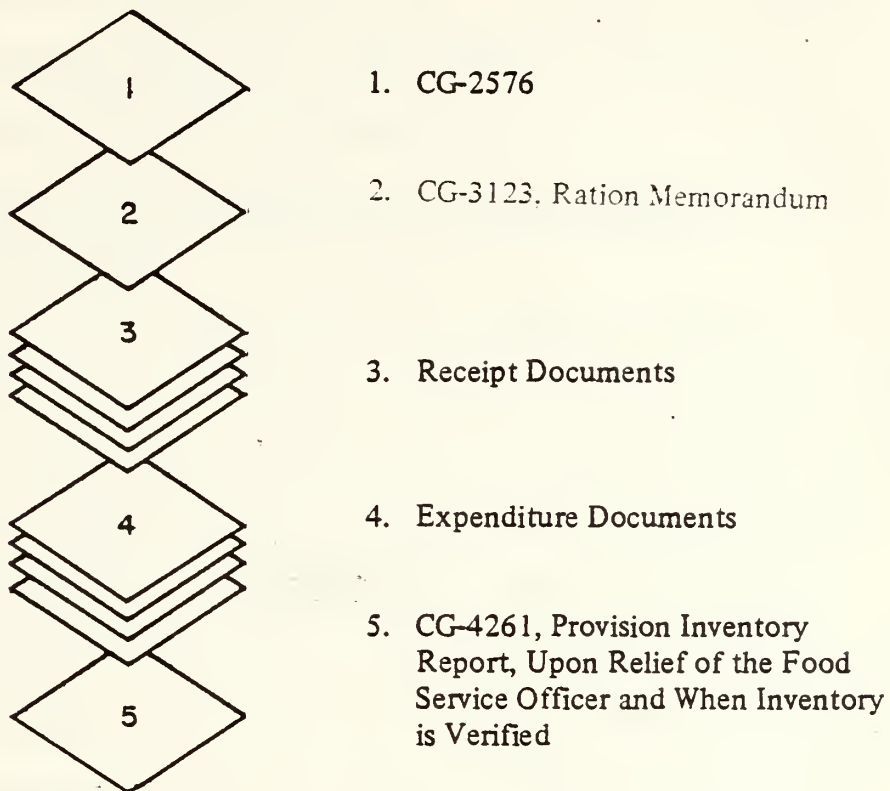 1
1. CG-2576
2
2. CG-3123, Ration Memorandum
3
3. Receipt Documents
4
4. Expenditure Documents
5
5. CG-4261, Provision Inventory
Report, Upon Relief of the Food
Service Officer and When Inventory
is Verified